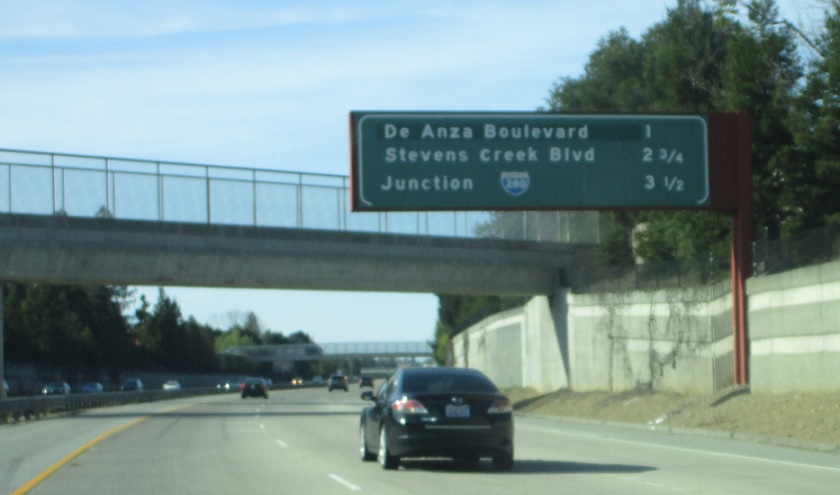 De Anza Boulevard 1
Stevens Creek Blvd 2 3/4
Junction 280 3 1/2